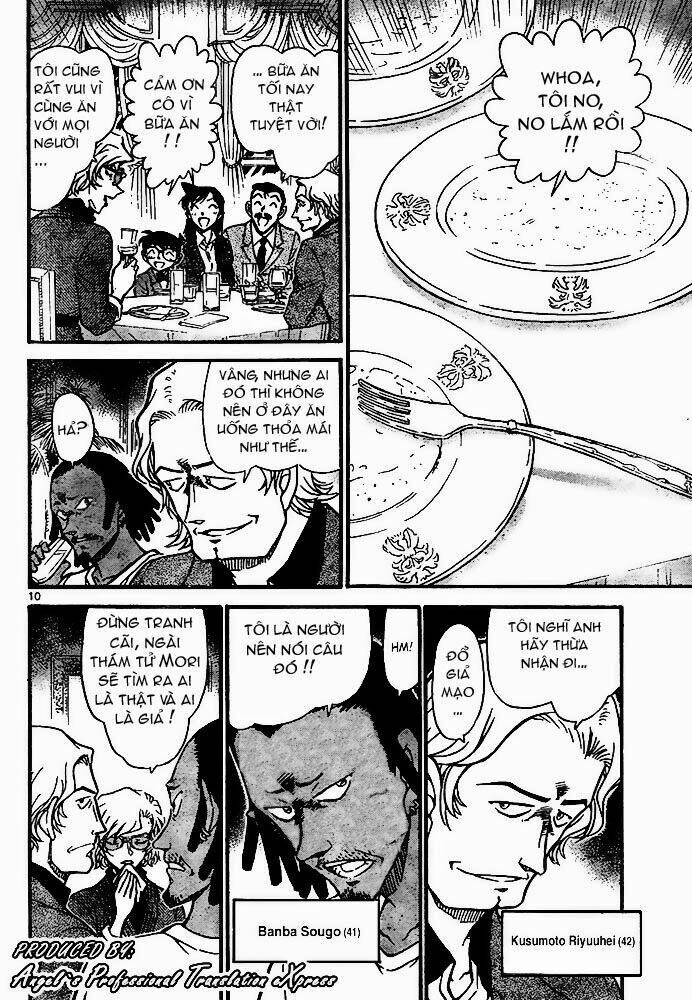 WHOA,
TÔI NO,
NO LẮM RỒI
!!
... BỮA ĂN
TỐI NAY
THẬT
TUYỆT VỜI!
CẢM ƠN
CÔ VÌ
BỮA ĂN
!!
TÔI CŨNG
RẤT VUI VÌ
CÙNG ĂN
VỚI MỌI
NGƯỜI
...
VÂNG, NHƯNG AI
ĐÓ THÌ KHÔNG
NÊN Ở ĐÂY ĂN
UỐNG THỎA MÁI
NHƯ THẾ...
HẢ?
10
TÔI NGHĨ ANH
HÃY THỪA
NHẬN ĐI...
ĐỒ
GIẢ
MẠO
...
Kusumoto Riyuuhei (42)
HM!
TÔI LÀ NGƯỜI
NÊN NÓI CÂU
ĐÓ !!
Banba Sougo (41)
ĐỪNG TRANH
CÃI, NGÀI
THÁM TỬ MORI
SẼ TÌM RA AI
LÀ THẬT VÀ AI
LÀ GIẢ!
PRODUCED BY:
Angel's Professional Translation eXpress